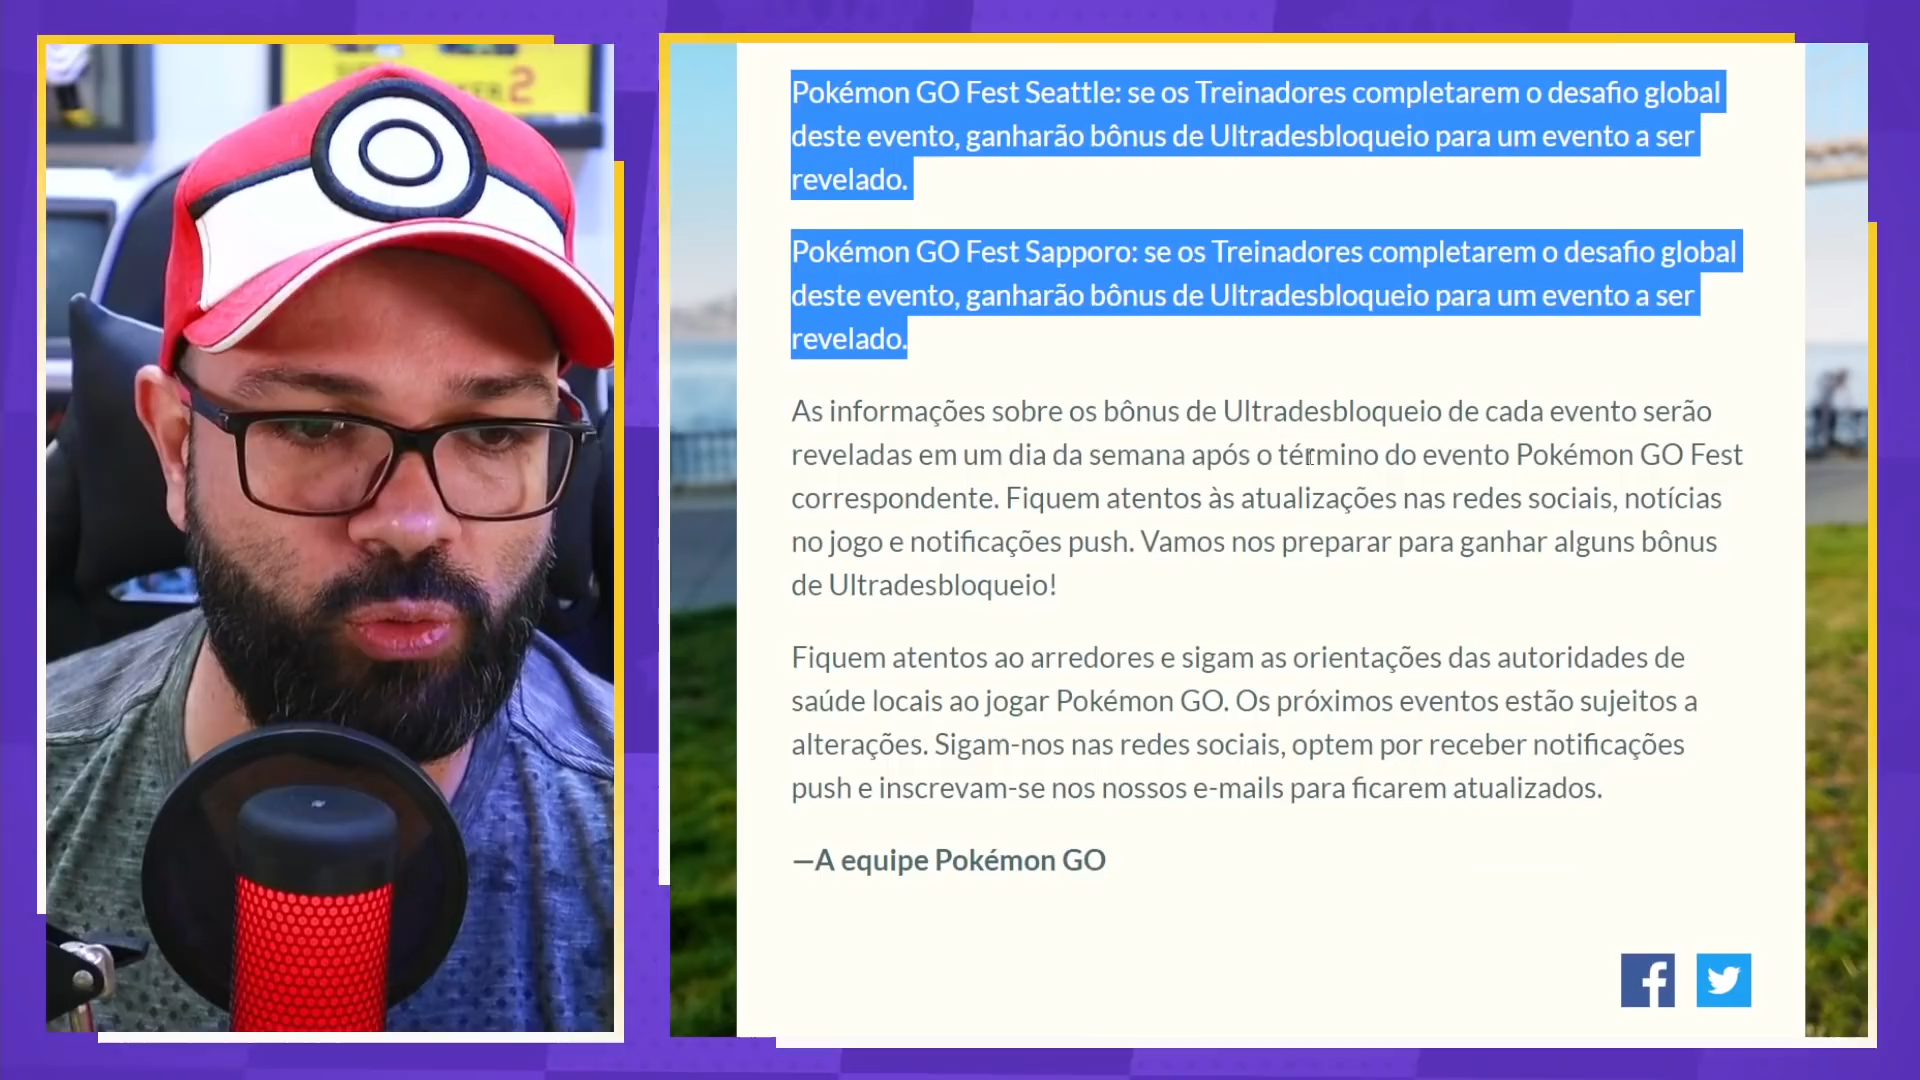 Pokémon GO Fest Seattle: se os Treinadores completarem o desafio global
deste evento, ganharão bônus de Ultradesbloqueio para um evento a ser
revelado.
Pokémon GO Fest Sapporo: se os Treinadores completarem o desafio global
deste evento, ganharão bônus de Ultradesbloqueio para um evento a ser
revelado.
As informações sobre os bônus de Ultradesbloqueio de cada evento serão
reveladas em um dia da semana após o término do evento Pokémon GO Fest
correspondente. Fiquem atentos às atualizações nas redes sociais, notícias
no jogo e notificações push. Vamos nos preparar para ganhar alguns bônus
de Ultradesbloqueio!
Fiquem atentos ao arredores e sigam as orientações das autoridades de
saúde locais ao jogar Pokémon GO. Os próximos eventos estão sujeitos a
alterações. Sigam-nos nas redes sociais, optem por receber notificações
push e inscrevam-se nos nossos e-mails para ficarem atualizados.
—A equipe Pokémon GO